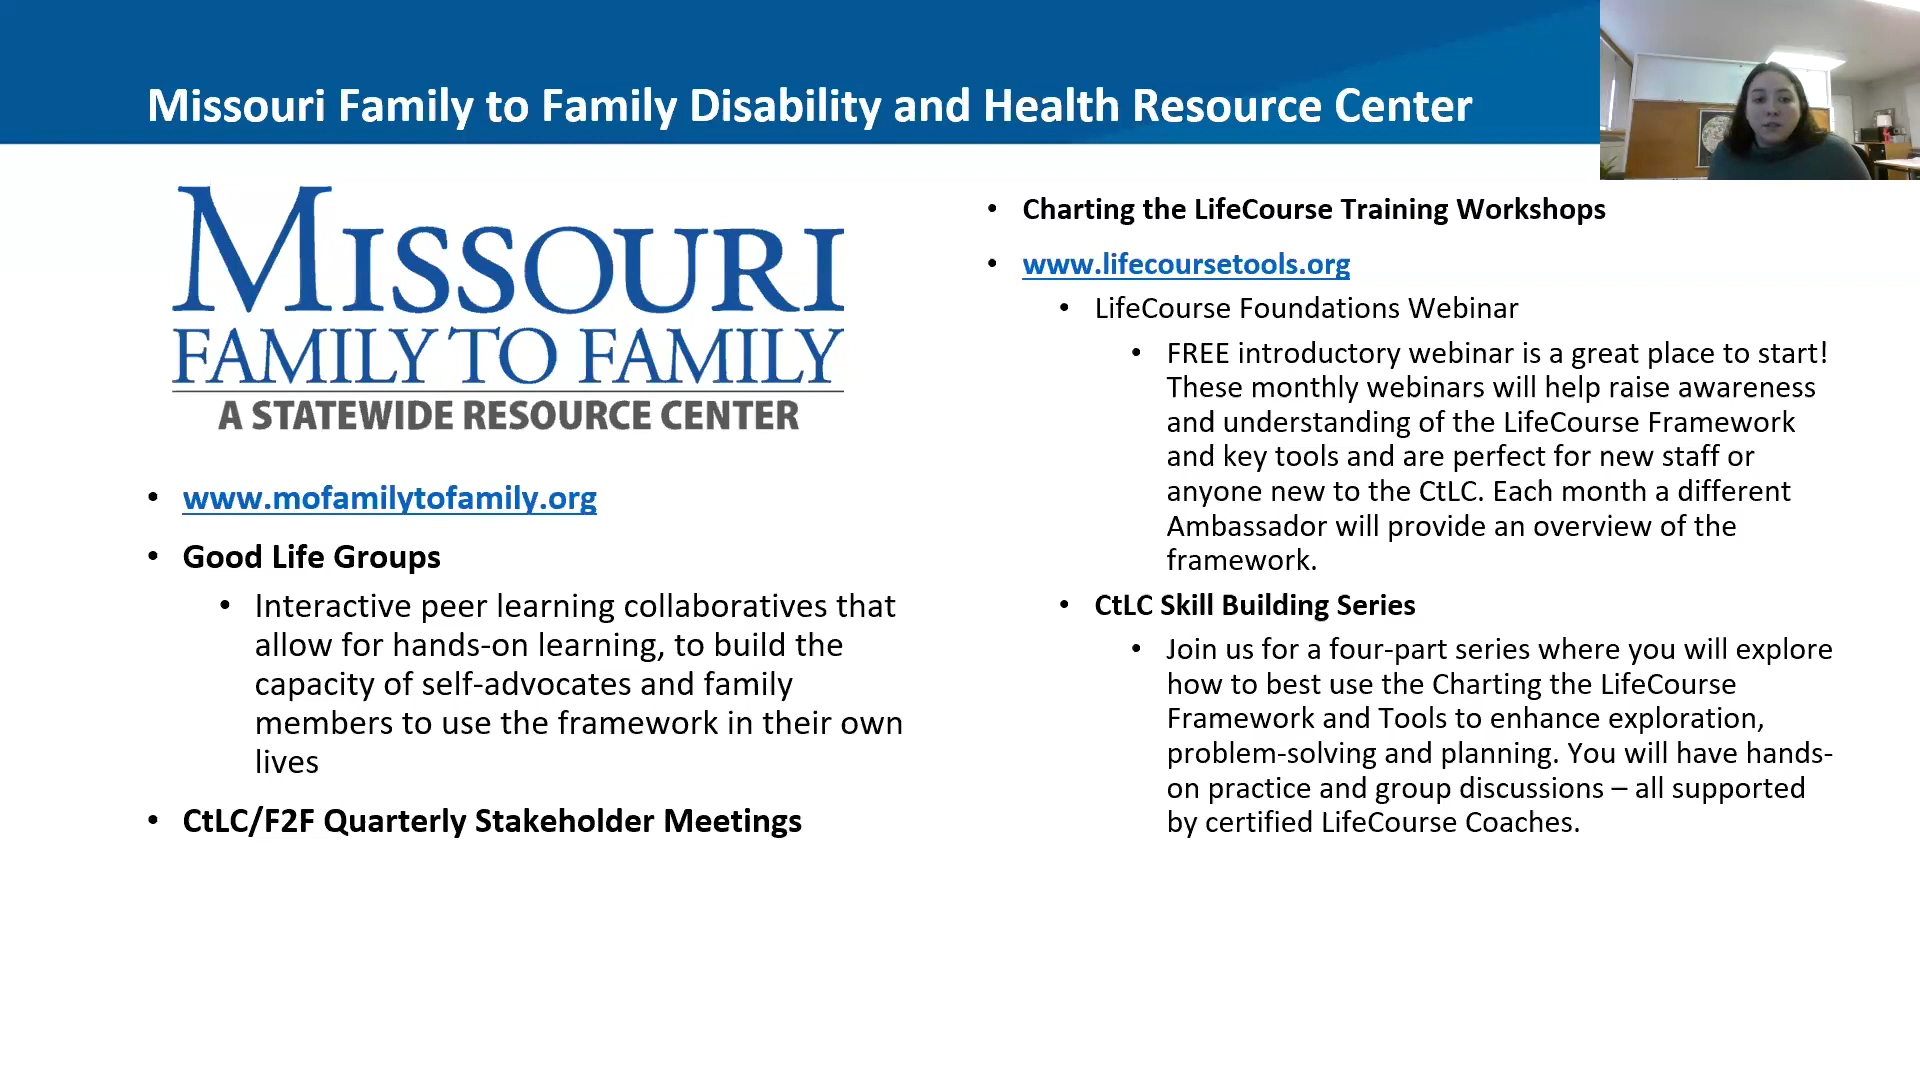 Missouri Family to Family Disability and Health Resource Center
MISSOURI
FAMILY TO FAMILY
A STATEWIDE RESOURCE CENTER
• www.mofamilytofamily.org
• Good Life Groups
• Interactive peer learning collaboratives that
allow for hands-on learning, to build the
capacity of self-advocates and family
members to use the framework in their own
lives
• CtLC/F2F Quarterly Stakeholder Meetings
• Charting the LifeCourse Training Workshops
• www.lifecoursetools.org
• LifeCourse Foundations Webinar
• FREE introductory webinar is a great place to start!
These monthly webinars will help raise awareness
and understanding of the LifeCourse Framework
and key tools and are perfect for new staff or
anyone new to the CtLC. Each month a different
Ambassador will provide an overview of the
framework.
• CtLC Skill Building Series
• Join us for a four-part series where you will explore
how to best use the Charting the LifeCourse
Framework and Tools to enhance exploration,
problem-solving and planning. You will have hands-
on practice and group discussions – all supported
by certified LifeCourse Coaches.